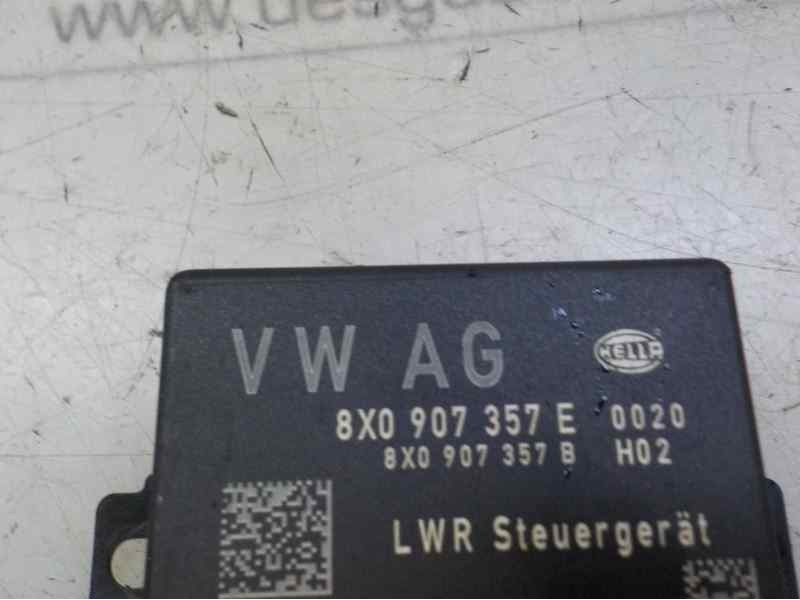 VW AG
HELLA
8X0 907 357 E 0020
8X0 907 357 B H02
LWR Steuergerät